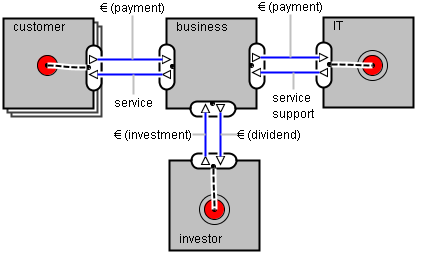 € (payment)
€ (payment)
customer
business
IT
service
service
support
€ (investment)
€ (dividend)
investor